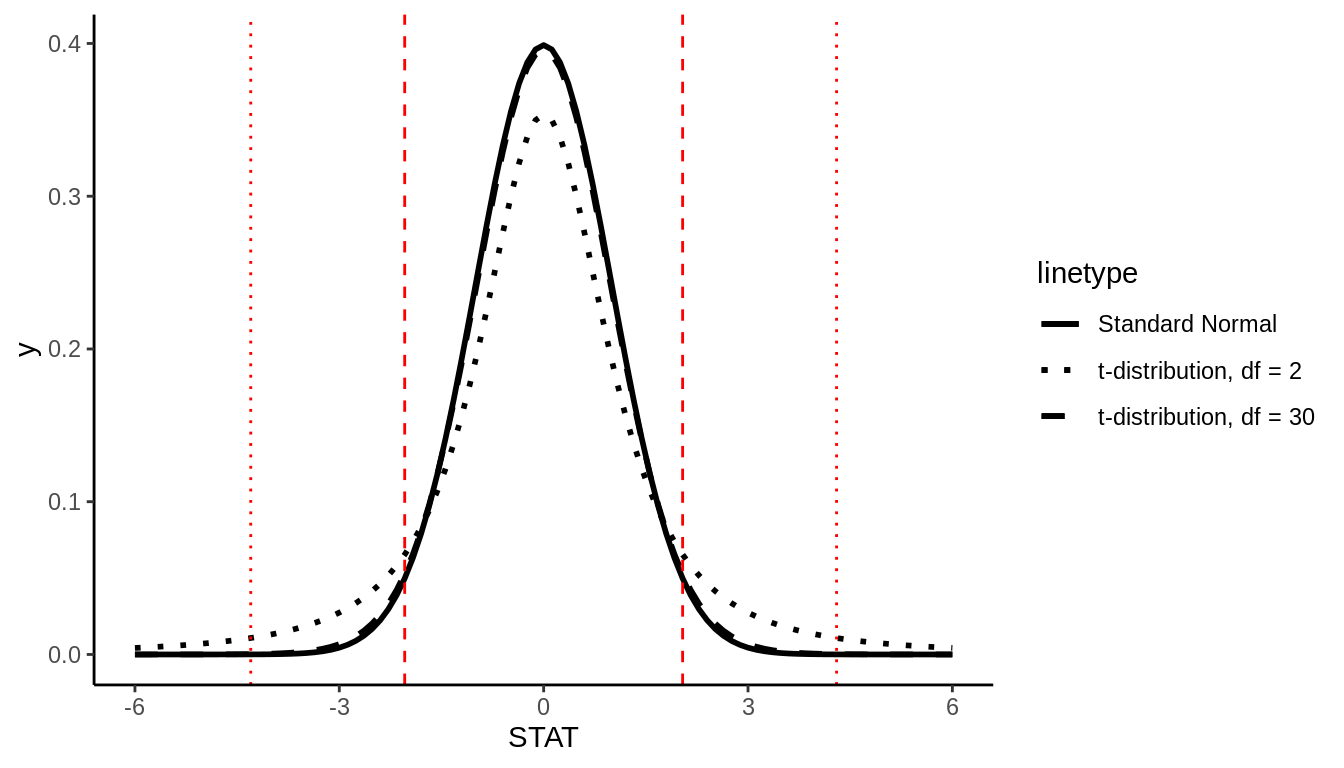 0.4
0.3
0.2
0.1
0.0
y
-6
-3
0
3
6
STAT
linetype
Standard Normal
t-distribution, df = 2
t-distribution, df = 30